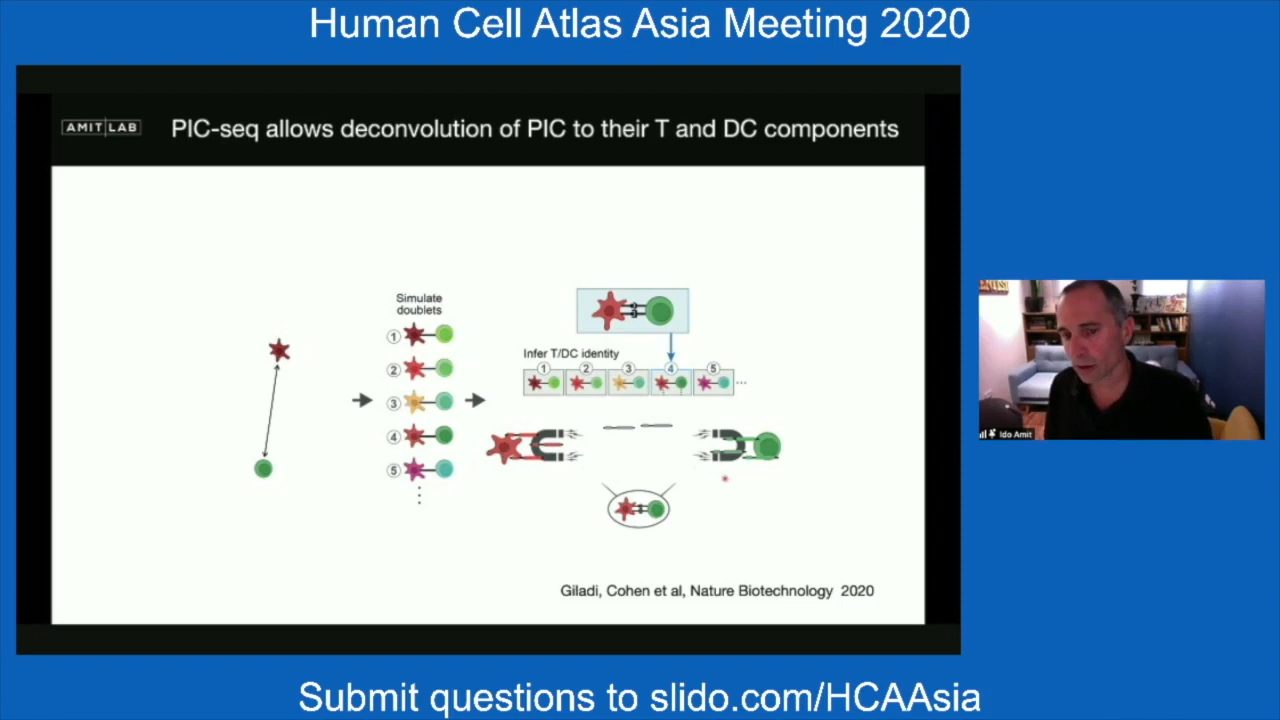 Human Cell Atlas Asia Meeting 2020
AMIT LAB
PIC-seq allows deconvolution of PIC to their T and DC components
Simulate
doublets
1
2
3
4
5
Infer T/DC identity
1 2 3 4 5
Giladi, Cohen et al, Nature Biotechnology 2020
Ido Amit
Submit questions to slido.com/HCAAsia